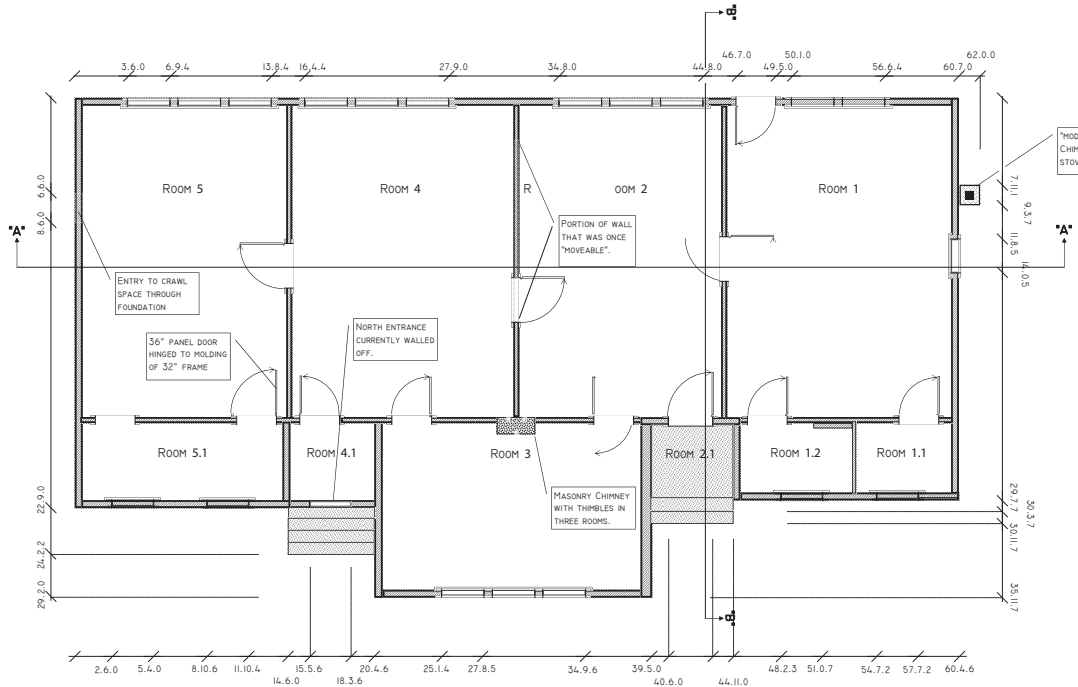 "B"
46.7.0 50.1.0 62.0.0
3.6.0 6.9.4 13.8.4 16.4.4 27.9.0 34.8.0 44.8.0 49.5.0 56.6.4 60.7.0
"MOD
CHIM
STOV
6.6.0
8.6.0
7.11.1
9.3.7
11.8.5
14.0.5
ROOM 5
ROOM 4
R OOM 2
ROOM 1
"A"
"A"
PORTION OF WALL
THAT WAS ONCE
"MOVEABLE".
ENTRY TO CRAWL
SPACE THROUGH
FOUNDATION
NORTH ENTRANCE
CURRENTLY WALLED
OFF.
36" PANEL DOOR
HINGED TO MOLDING
OF 32" FRAME
ROOM 5.1
ROOM 4.1
ROOM 3
ROOM 2.1
ROOM 1.2
ROOM 1.1
MASONRY CHIMNEY
WITH THIMBLES IN
THREE ROOMS.
22.9.0
24.2.2
29.2.0
29.7.7
30.3.7
30.11.7
35.11.7
"B"
2.6.0 5.4.0 8.10.6 11.10.4 15.5.6 20.4.6 25.1.4 27.8.5 34.9.6 39.5.0 48.2.3 51.0.7 54.7.2 57.7.2 60.4.6
14.6.0 18.3.6 40.6.0 44.11.0